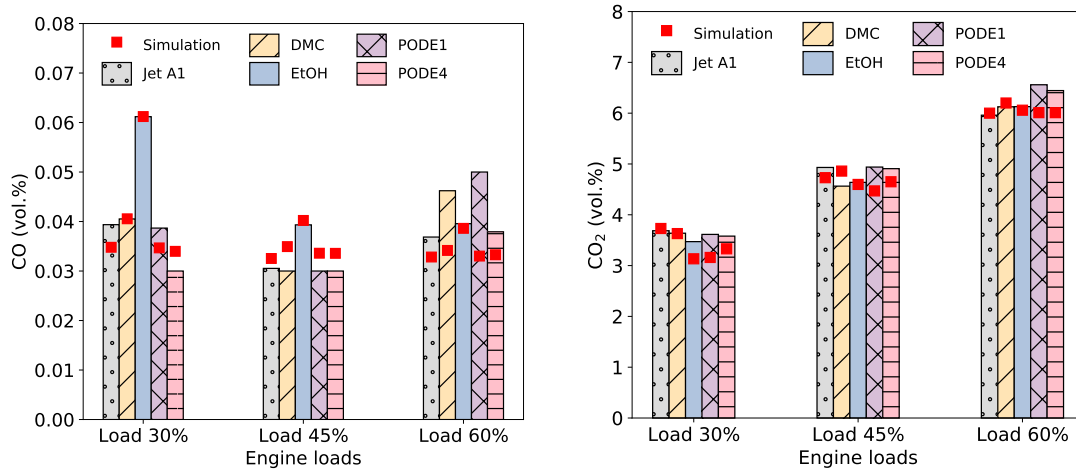 0.08
0.07
0.06
0.05
0.04
0.03
0.02
0.01
0.00
CO (vol.%)
Simulation
Jet A1
DMC
EtOH
PODE1
PODE4
Load 30% Load 45% Load 60%
Engine loads
8
7
6
5
4
3
2
1
0
CO₂ (vol.%)
Simulation
Jet A1
DMC
EtOH
PODE1
PODE4
Load 30% Load 45% Load 60%
Engine loads